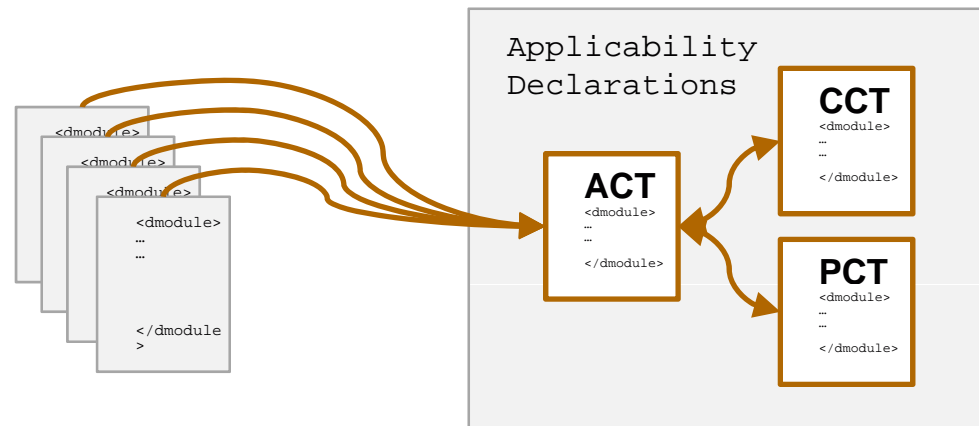 Applicability
Declarations
<dmodule>
<dmodule>
<dmodule>
<dmodule>
…
…
</dmodule
>
ACT
<dmodule>
…
…
</dmodule>
CCT
<dmodule>
…
…
</dmodule>
PCT
<dmodule>
…
…
</dmodule>